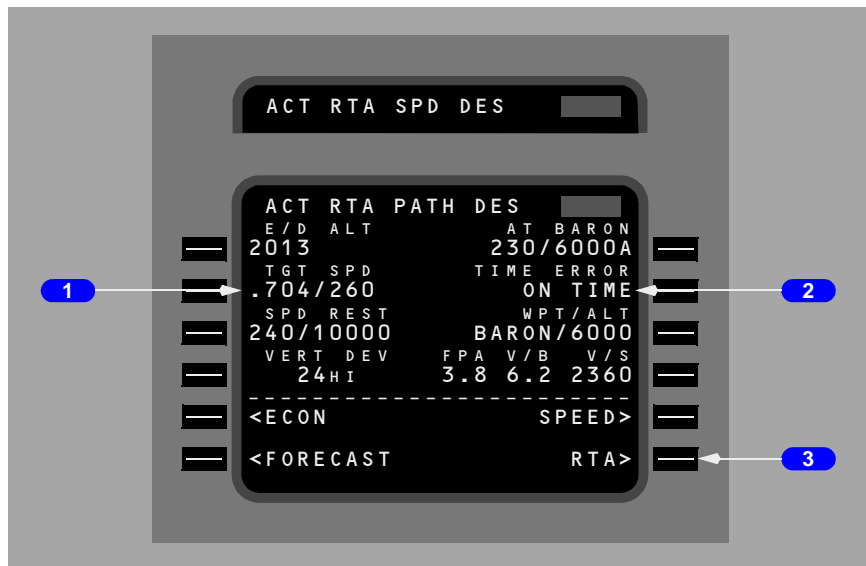 ACT RTA SPD DES
ACT RTA PATH DES
E/D ALT AT BARON
2013 230/6000A
TGT SPD TIME ERROR
1 .704/260 ON TIME 2
SPD REST WPT/ALT
240/10000 BARON/6000
VERT DEV FPA V/B V/S
24HI 3.8 6.2 2360
------------------------
<ECON SPEED>
<FORECAST RTA> 3